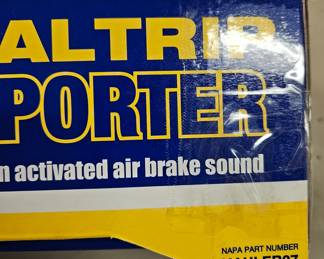 ALTRIP
PORTER
n activated air brake sound
NAPA PART NUMBER